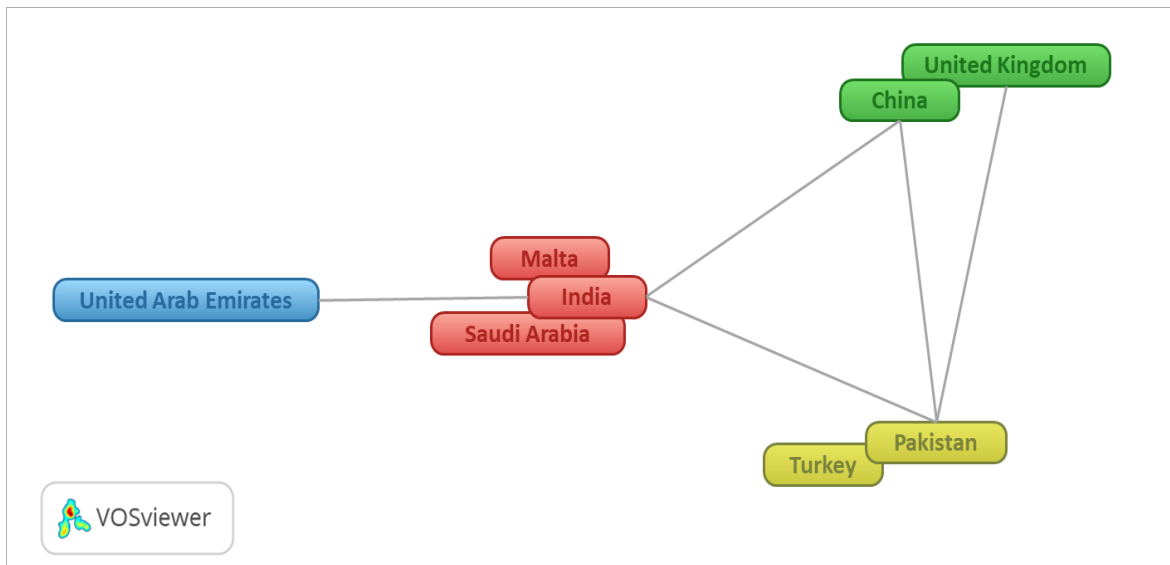 United Kingdom
China
Malta
United Arab Emirates
India
Saudi Arabia
Pakistan
Turkey
VOSviewer